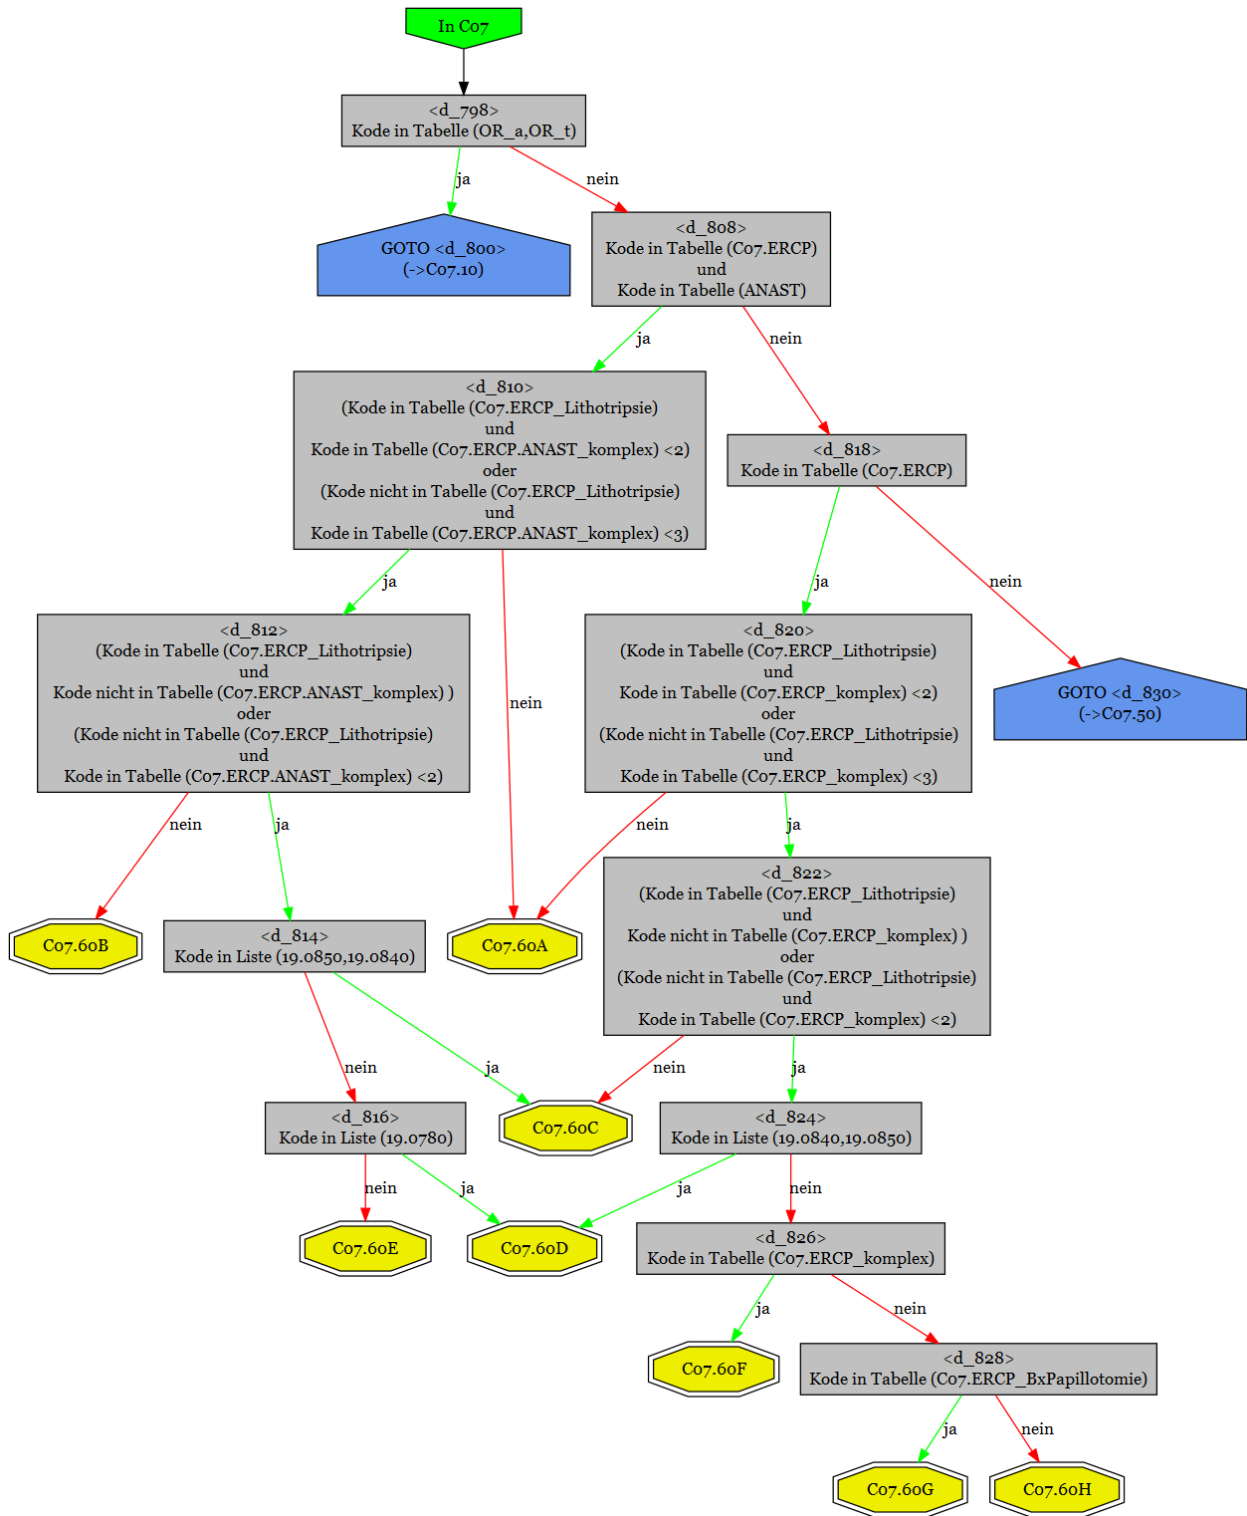 In C07
<d_798>
Kode in Tabelle (OR_a,OR_t)
ja
nein
GOTO <d_800>
(->C07.10)
<d_808>
Kode in Tabelle (C07.ERCP)
und
Kode in Tabelle (ANAST)
ja
nein
<d_810>
(Kode in Tabelle (C07.ERCP_Lithotripsie)
und
Kode in Tabelle (C07.ERCP.ANAST_komplex) <2)
oder
(Kode nicht in Tabelle (C07.ERCP_Lithotripsie)
und
Kode in Tabelle (C07.ERCP.ANAST_komplex) <3)
<d_818>
Kode in Tabelle (C07.ERCP)
ja
nein
ja
nein
<d_812>
(Kode in Tabelle (C07.ERCP_Lithotripsie)
und
Kode nicht in Tabelle (C07.ERCP.ANAST_komplex) )
oder
(Kode nicht in Tabelle (C07.ERCP_Lithotripsie)
und
Kode in Tabelle (C07.ERCP.ANAST_komplex) <2)
<d_820>
(Kode in Tabelle (C07.ERCP_Lithotripsie)
und
Kode in Tabelle (C07.ERCP_komplex) <2)
oder
(Kode nicht in Tabelle (C07.ERCP_Lithotripsie)
und
Kode in Tabelle (C07.ERCP_komplex) <3)
GOTO <d_830>
(->C07.50)
nein
ja
nein
ja
C07.60B
<d_814>
Kode in Liste (19.0850,19.0840)
C07.60A
<d_822>
(Kode in Tabelle (C07.ERCP_Lithotripsie)
und
Kode nicht in Tabelle (C07.ERCP_komplex) )
oder
(Kode nicht in Tabelle (C07.ERCP_Lithotripsie)
und
Kode in Tabelle (C07.ERCP_komplex) <2)
nein
ja
nein
ja
<d_816>
Kode in Liste (19.0780)
C07.60C
<d_824>
Kode in Liste (19.0840,19.0850)
nein
ja
ja
nein
C07.60E
C07.60D
<d_826>
Kode in Tabelle (C07.ERCP_komplex)
ja
nein
C07.60F
<d_828>
Kode in Tabelle (C07.ERCP_BxPapillotomie)
ja
nein
C07.60G
C07.60H